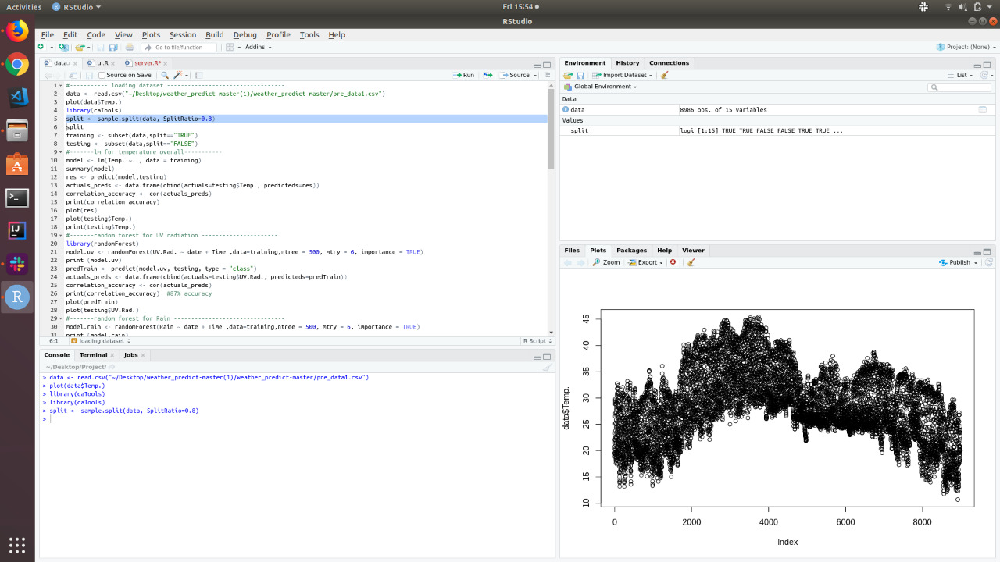 Activities RStudio Fri 15:54
RStudio
File Edit Code View Plots Session Build Debug Profile Tools Help
Go to file/function Addins Project: (None)
data.r ui.R server.R*
Source on Save Run Source
1 #----------- loading dataset ---------------------------------
2 data <- read.csv("~/Desktop/weather_predict-master(1)/weather_predict-master/pre_data1.csv")
3 plot(data$Temp.)
4 library(caTools)
5 split <- sample.split(data, SplitRatio=0.8)
6 split
7 training <- subset(data,split=="TRUE")
8 testing <- subset(data,split=="FALSE")
9 #-------lm for temperature overall-----------
10 model <- lm(Temp. ~. , data = training)
11 summary(model)
12 res <- predict(model,testing)
13 actuals_preds <- data.frame(cbind(actuals=testing$Temp., predicteds=res))
14 correlation_accuracy <- cor(actuals_preds)
15 print(correlation_accuracy)
16 plot(res)
17 plot(testing$Temp.)
18 print(testing$Temp.)
19 #-------random forest for UV radiation ----------------------
20 library(randomForest)
21 model.uv <- randomForest(UV.Rad. ~ date + Time ,data=training,ntree = 500, mtry = 6, importance = TRUE)
22 print (model.uv)
23 predTrain <- predict(model.uv, testing, type = "class")
24 actuals_preds <- data.frame(cbind(actuals=testing$UV.Rad., predicteds=predTrain))
25 correlation_accuracy <- cor(actuals_preds)
26 print(correlation_accuracy) #87% accuracy
27 plot(predTrain)
28 plot(testing$UV.Rad.)
29 #-------random forest for Rain --------------------------------
30 model.rain <- randomForest(Rain ~ date + Time ,data=training,ntree = 500, mtry = 6, importance = TRUE)
31 print (model.rain)
6:1 loading dataset R Script
Console Terminal Jobs
~/Desktop/Project/
> data <- read.csv("~/Desktop/weather_predict-master(1)/weather_predict-master/pre_data1.csv")
> plot(data$Temp.)
> library(caTools)
> library(caTools)
> split <- sample.split(data, SplitRatio=0.8)
>
Environment History Connections
Import Dataset List
Global Environment
Data
data 8986 obs. of 15 variables
Values
split logi [1:15] TRUE TRUE FALSE FALSE TRUE TRUE ...
Files Plots Packages Help Viewer
Zoom Export Publish
45
40
35
30
25
20
15
10
data$Temp.
0 2000 4000 6000 8000
Index